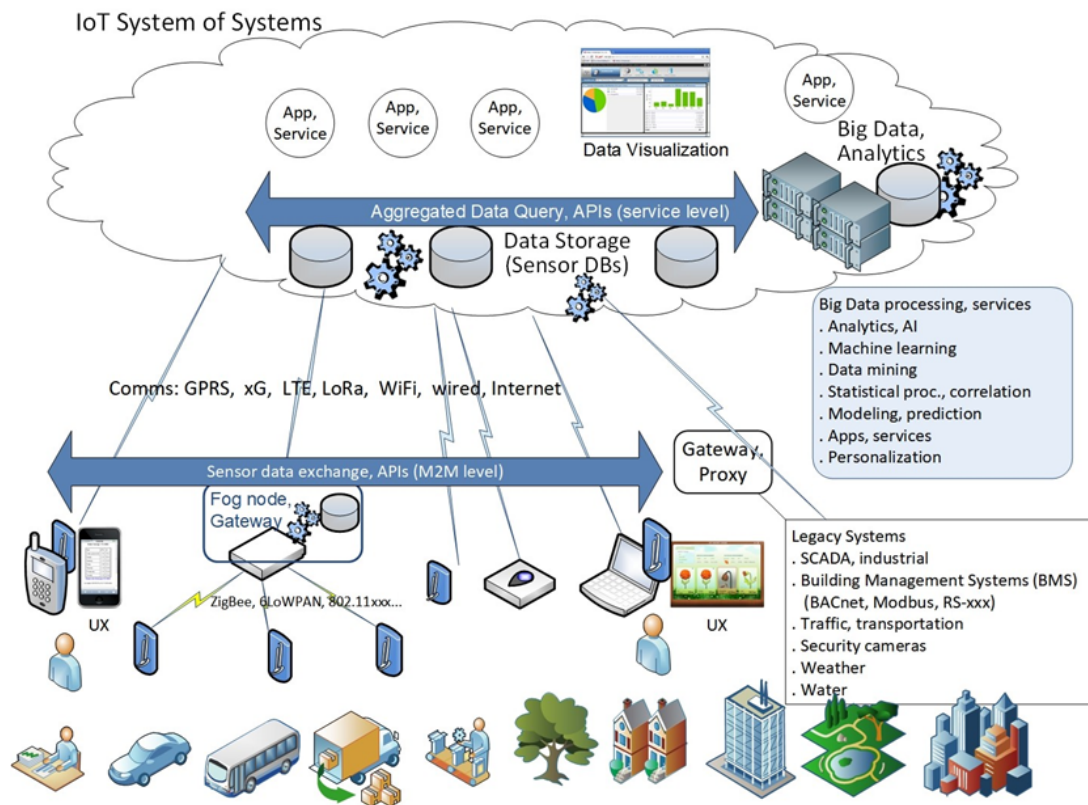 IoT System of Systems
App,
Service
App,
Service
App,
Service
App,
Service
Data Visualization
Big Data,
Analytics
Aggregated Data Query, APIs (service level)
Data Storage
(Sensor DBs)
Big Data processing, services
. Analytics, AI
. Machine learning
. Data mining
. Statistical proc., correlation
. Modeling, prediction
. Apps, services
. Personalization
Comms: GPRS, xG, LTE, LoRa, WiFi, wired, Internet
Sensor data exchange, APIs (M2M level)
Gateway,
Proxy
Fog node,
Gateway
ZigBee, 6LoWPAN, 802.11xxx...
UX
UX
Legacy Systems
. SCADA, industrial
. Building Management Systems (BMS)
(BACnet, Modbus, RS-xxx)
. Traffic, transportation
. Security cameras
. Weather
. Water